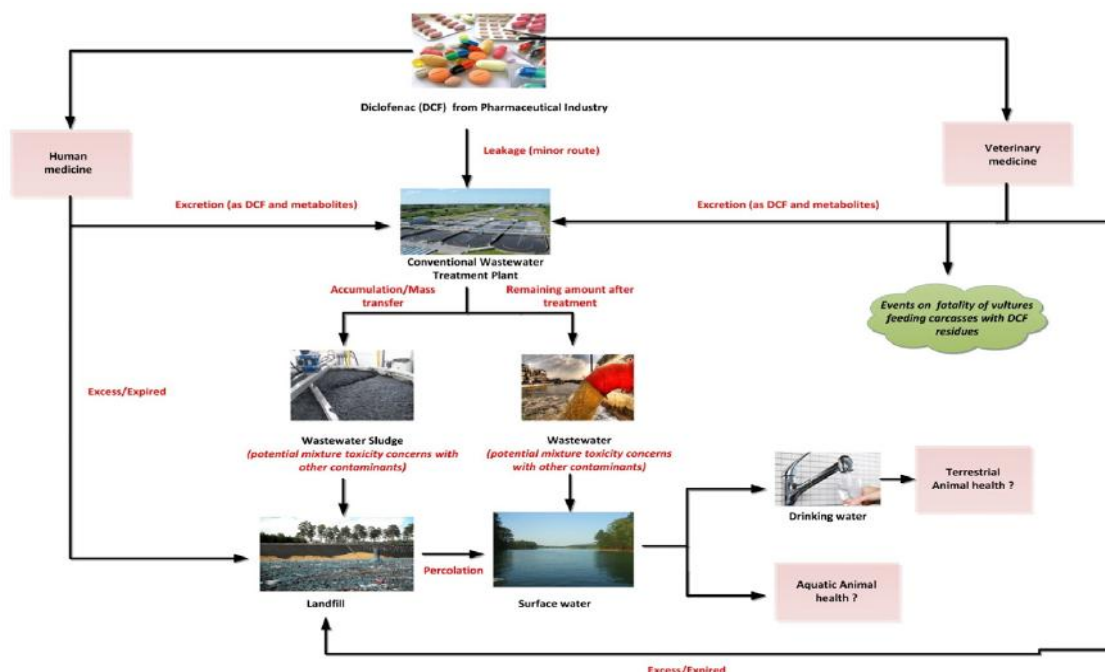 Diclofenac (DCF) from Pharmaceutical Industry
Human
medicine
Leakage (minor route)
Veterinary
medicine
Excretion (as DCF and metabolites)
Excretion (as DCF and metabolites)
Conventional Wastewater
Treatment Plant
Accumulation/Mass
transfer
Remaining amount after
treatment
Events on fatality of vultures
feeding carcasses with DCF
residues
Excess/Expired
Wastewater Sludge
(potential mixture toxicity concerns with
other contaminants)
Wastewater
(potential mixture toxicity concerns
with other contaminants)
Drinking water
Terrestrial
Animal health ?
Percolation
Landfill
Surface water
Aquatic Animal
health ?
Excess/Expired